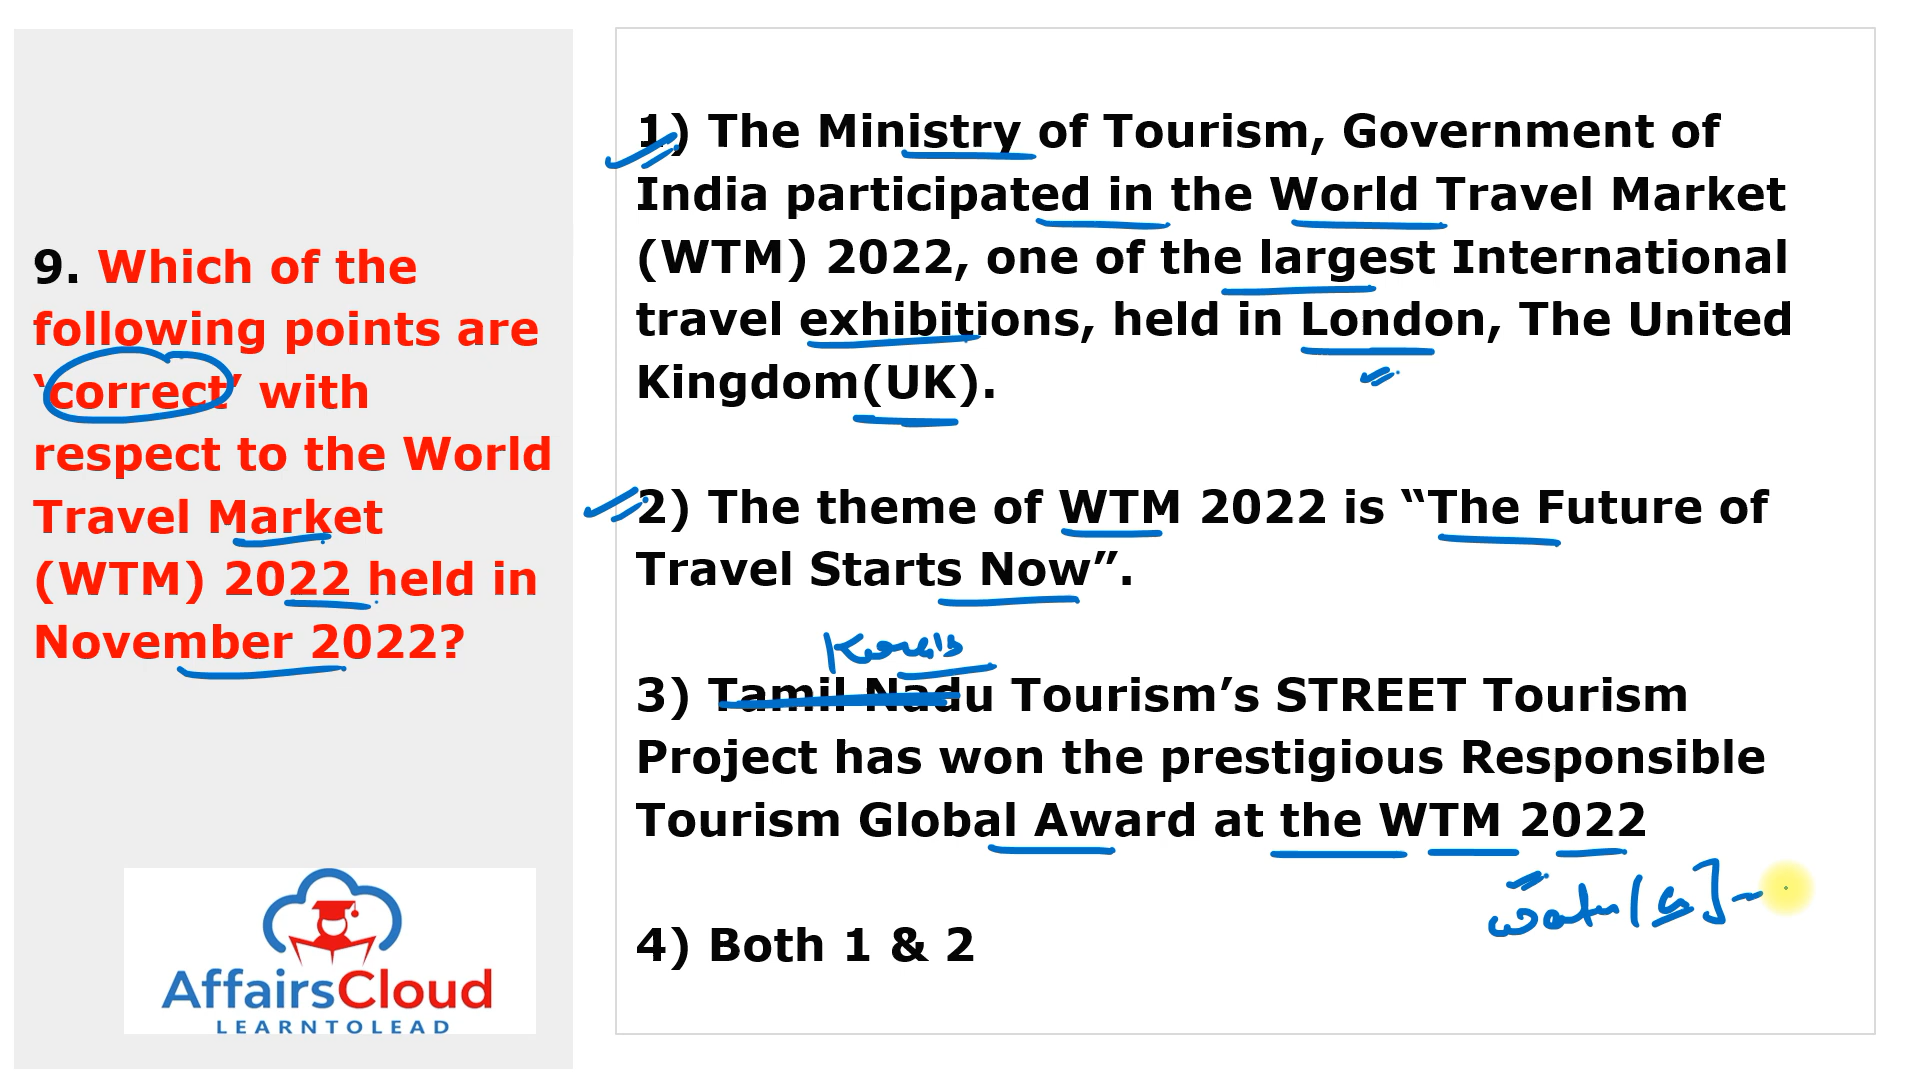 9. Which of the
following points are
‘correct’ with
respect to the World
Travel Market
(WTM) 2022 held in
November 2022?
AffairsCloud
LEARNTOLEAD
1) The Ministry of Tourism, Government of
India participated in the World Travel Market
(WTM) 2022, one of the largest International
travel exhibitions, held in London, The United
Kingdom(UK).
2) The theme of WTM 2022 is “The Future of
Travel Starts Now”.
3) Tamil Nadu Tourism’s STREET Tourism
Project has won the prestigious Responsible
Tourism Global Award at the WTM 2022
4) Both 1 & 2